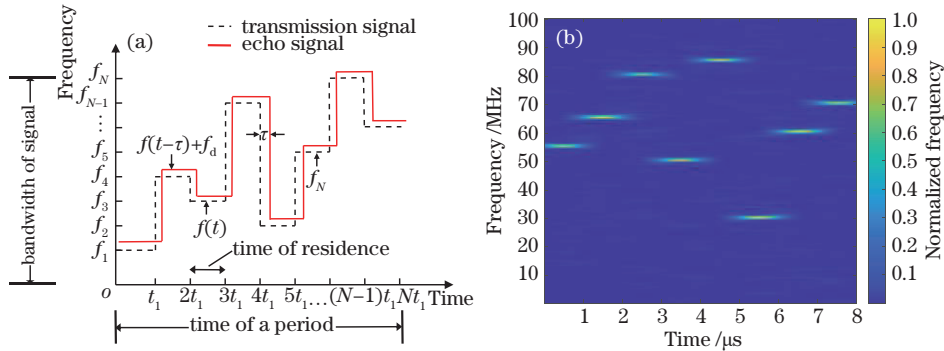 (a)
transmission signal
echo signal
Frequency
bandwidth of signal
f_N
f_{N-1}
⋮
f_5
f_4
f_3
f_2
f_1
f(t-τ)+f_d
τ
f_N
f(t)
time of residence
o t_1 2t_1 3t_1 4t_1 5t_1 … (N-1)t_1 Nt_1 Time
time of a period
(b)
Frequency /MHz
100
90
80
70
60
50
40
30
20
10
1 2 3 4 5 6 7 8
Time /μs
1.0
0.9
0.8
0.7
0.6
0.5
0.4
0.3
0.2
0.1
Normalized frequency